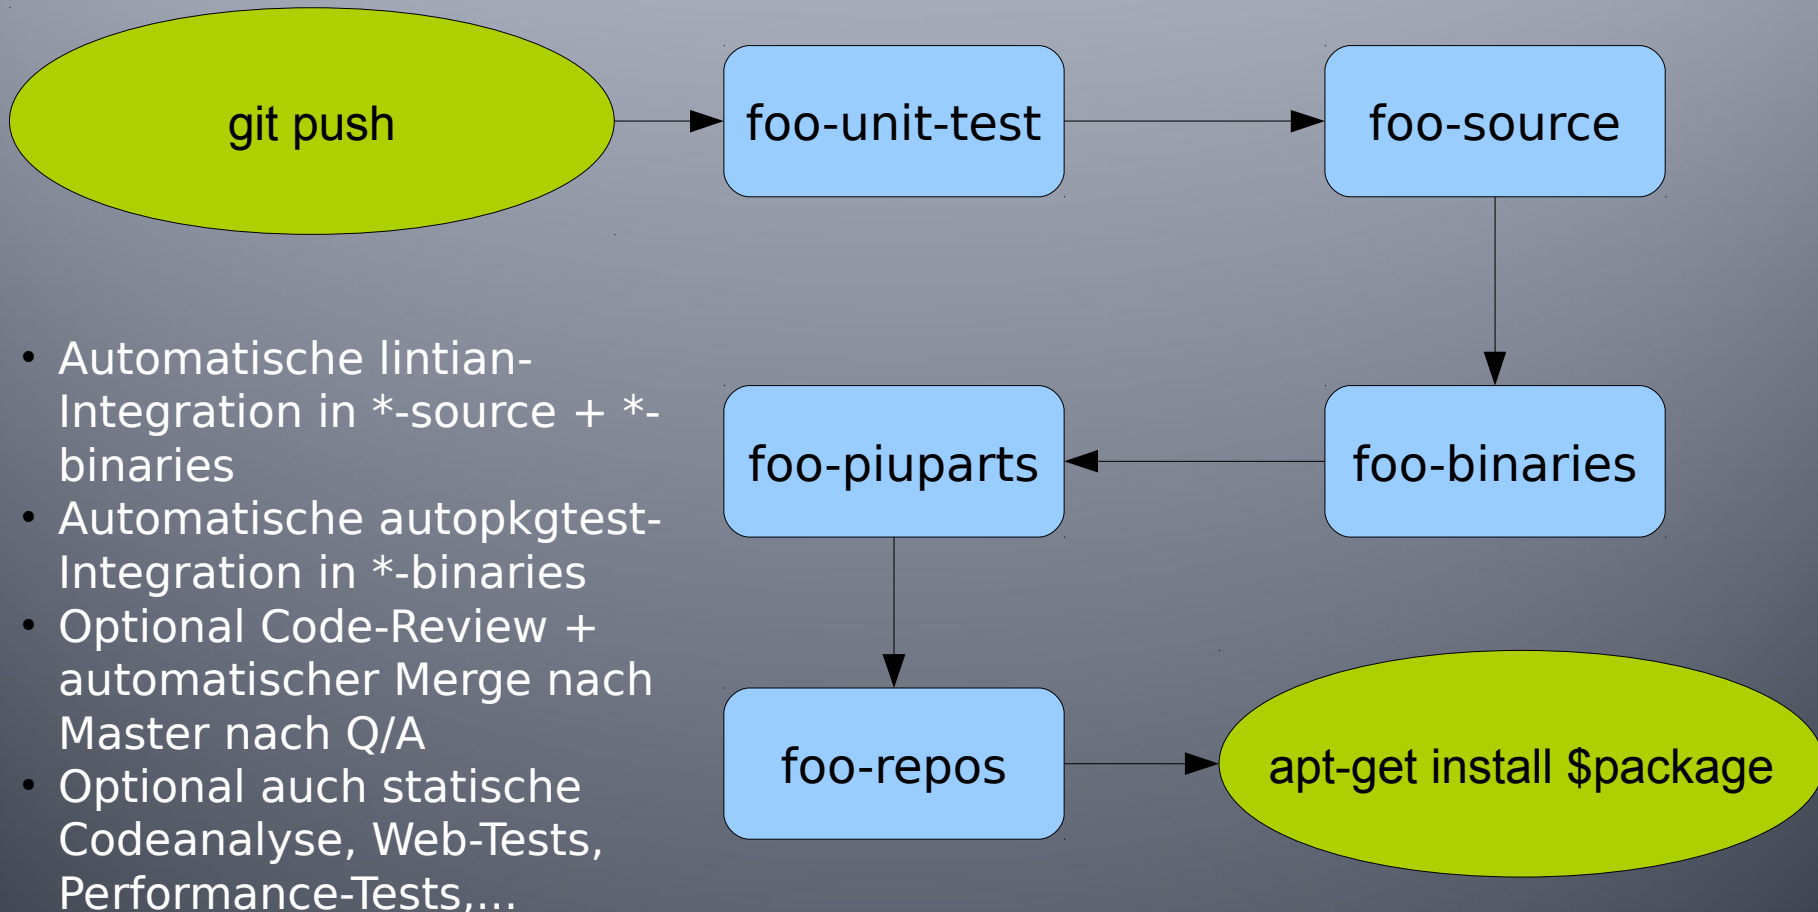 git push
foo-unit-test
foo-source
• Automatische lintian-
Integration in *-source + *-
binaries
• Automatische autopkgtest-
Integration in *-binaries
• Optional Code-Review +
automatischer Merge nach
Master nach Q/A
• Optional auch statische
Codeanalyse, Web-Tests,
Performance-Tests,...
foo-piuparts
foo-binaries
foo-repos
apt-get install $package